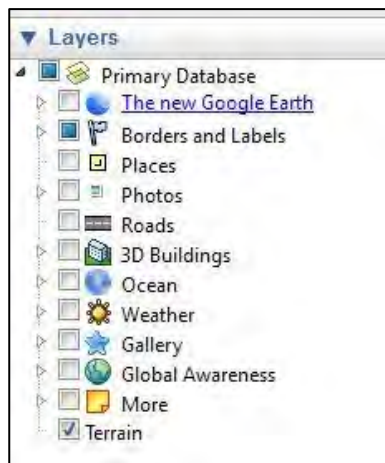 Layers
Primary Database
The new Google Earth
Borders and Labels
Places
Photos
Roads
3D Buildings
Ocean
Weather
Gallery
Global Awareness
More
Terrain